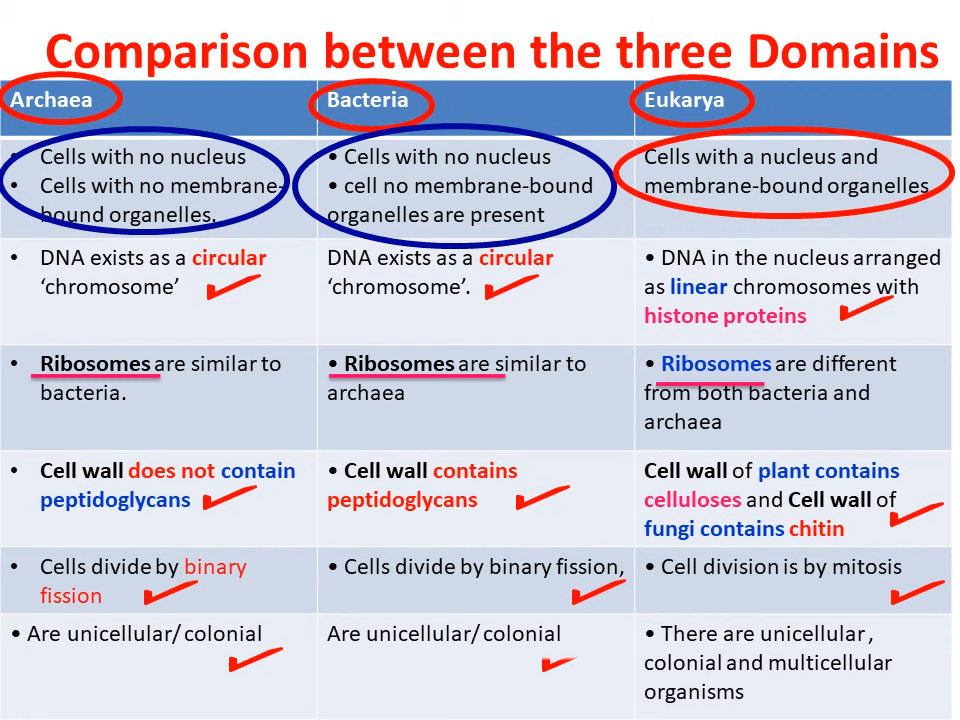 Comparison between the three Domains
Archaea
Bacteria
Eukarya
• Cells with no nucleus
• Cells with no membrane-
bound organelles.
• Cells with no nucleus
• cell no membrane-bound
organelles are present
Cells with a nucleus and
membrane-bound organelles
• DNA exists as a circular
‘chromosome’
DNA exists as a circular
‘chromosome’.
• DNA in the nucleus arranged
as linear chromosomes with
histone proteins
• Ribosomes are similar to
bacteria.
• Ribosomes are similar to
archaea
• Ribosomes are different
from both bacteria and
archaea
• Cell wall does not contain
peptidoglycans
• Cell wall contains
peptidoglycans
Cell wall of plant contains
celluloses and Cell wall of
fungi contains chitin
• Cells divide by binary
fission
• Cells divide by binary fission,
• Cell division is by mitosis
• Are unicellular/ colonial
Are unicellular/ colonial
• There are unicellular ,
colonial and multicellular
organisms